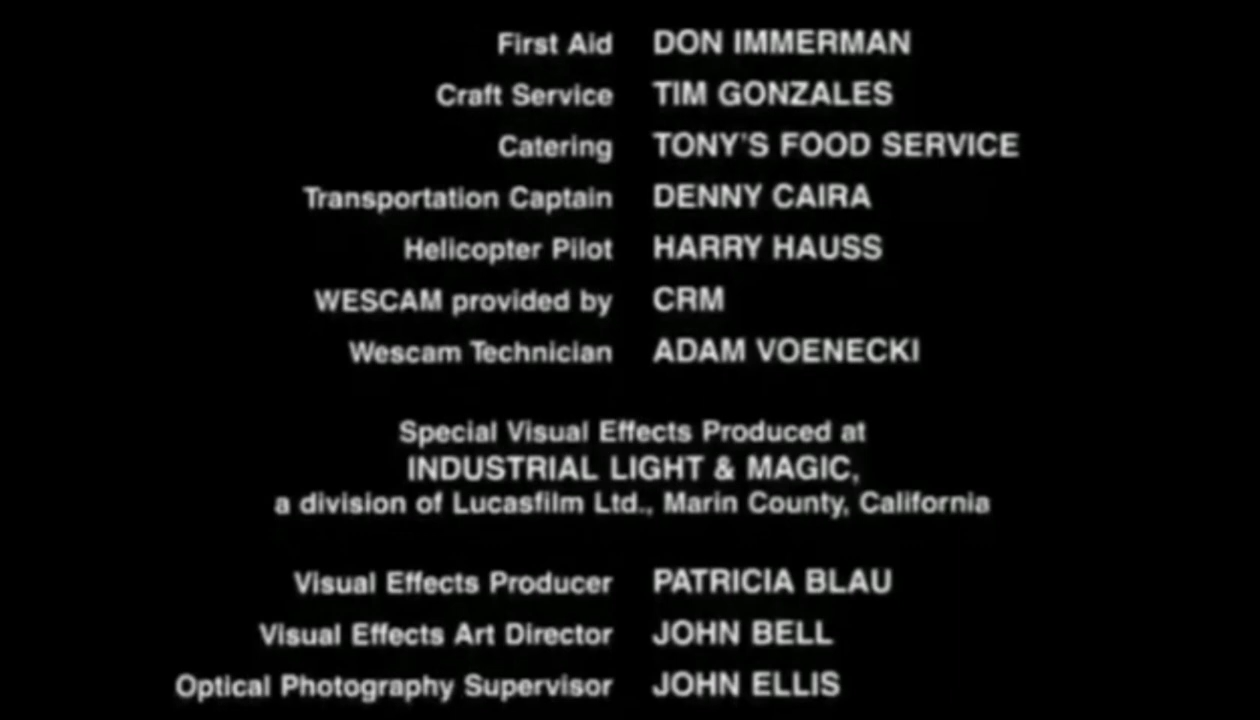 First Aid DON IMMERMAN
Craft Service TIM GONZALES
Catering TONY'S FOOD SERVICE
Transportation Captain DENNY CAIRA
Helicopter Pilot HARRY HAUSS
WESCAM provided by CRM
Wescam Technician ADAM VOENECKI
Special Visual Effects Produced at
INDUSTRIAL LIGHT & MAGIC,
a division of Lucasfilm Ltd., Marin County, California
Visual Effects Producer PATRICIA BLAU
Visual Effects Art Director JOHN BELL
Optical Photography Supervisor JOHN ELLIS